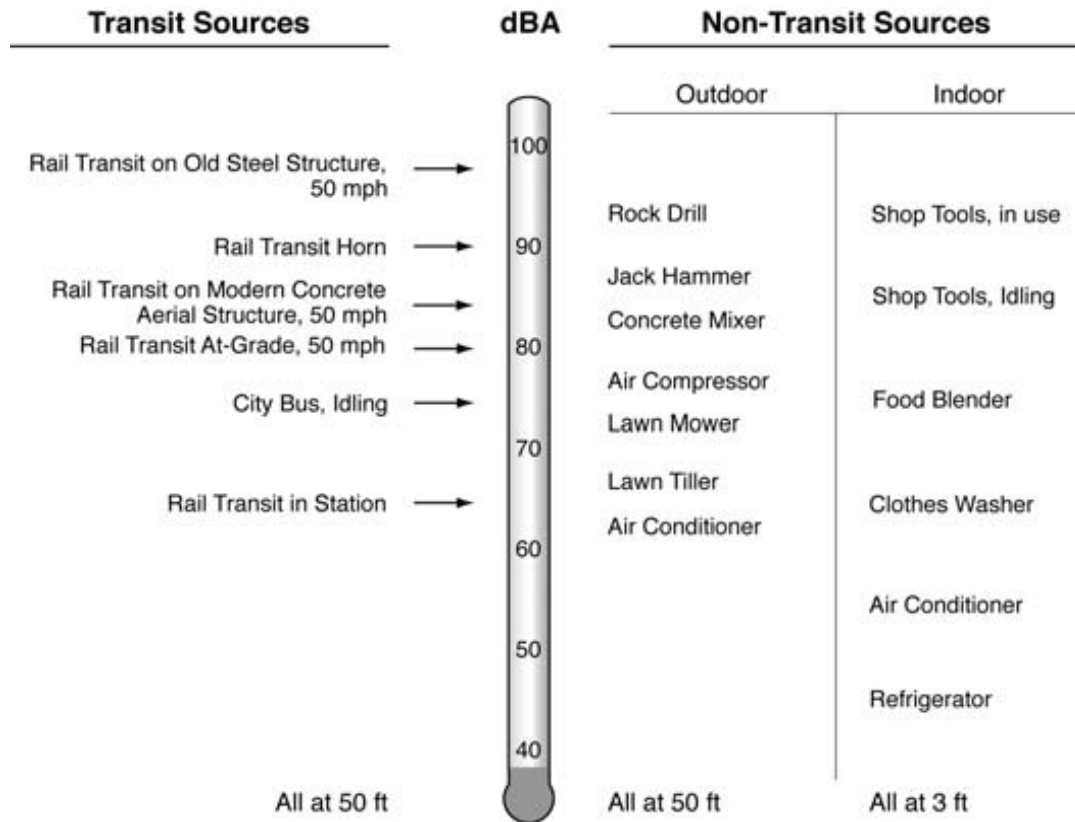 Transit Sources
dBA
Non-Transit Sources
Outdoor
Indoor
Rail Transit on Old Steel Structure,
50 mph
Rail Transit Horn
Rail Transit on Modern Concrete
Aerial Structure, 50 mph
Rail Transit At-Grade, 50 mph
City Bus, Idling
Rail Transit in Station
All at 50 ft
100
90
80
70
60
50
40
Rock Drill
Jack Hammer
Concrete Mixer
Air Compressor
Lawn Mower
Lawn Tiller
Air Conditioner
All at 50 ft
Shop Tools, in use
Shop Tools, Idling
Food Blender
Clothes Washer
Air Conditioner
Refrigerator
All at 3 ft